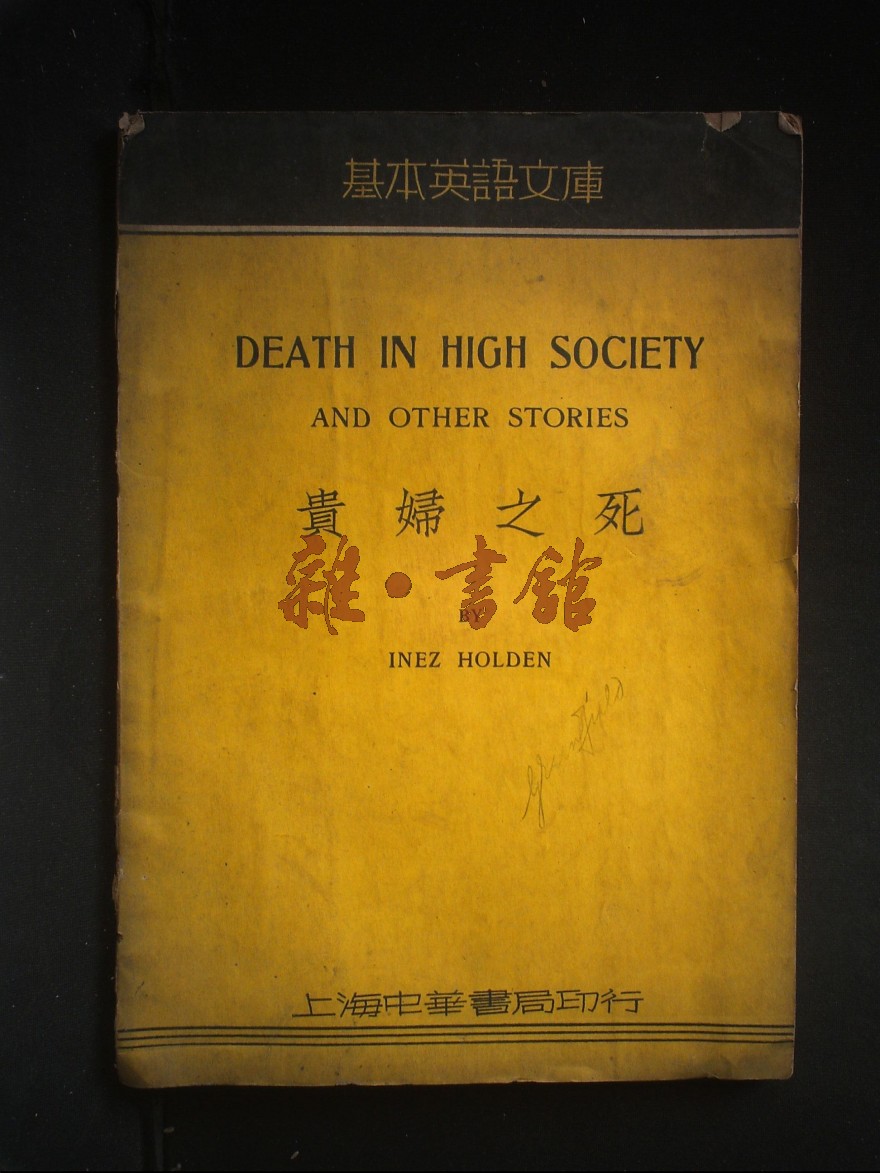 基本英語文庫
DEATH IN HIGH SOCIETY
AND OTHER STORIES
貴婦之死
雜·書館
BY
INEZ HOLDEN
上海中華書局印行